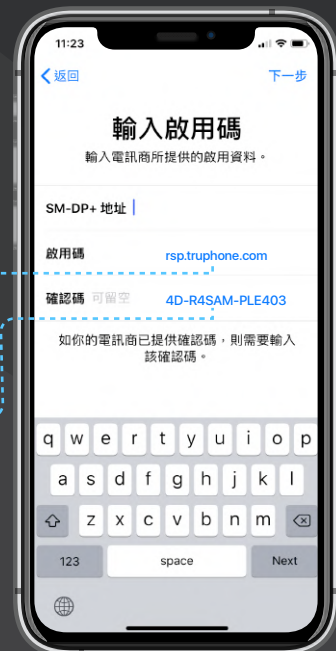 11:23
返回 下一步
輸入啟用碼
輸入電訊商所提供的啟用資料。
SM-DP+ 地址
啟用碼 rsp.truphone.com
確認碼 可留空 4D-R4SAM-PLE403
如你的電訊商已提供確認碼，則需要輸入
該確認碼。
q w e r t y u i o p
a s d f g h j k l
z x c v b n m
123 space Next